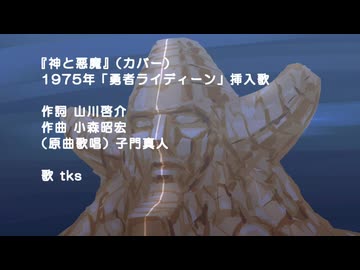 『神と悪魔』（カバー）
1975年「勇者ライディーン」挿入歌
作詞 山川啓介
作曲 小森昭宏
（原曲歌唱）子門真人
歌 tks